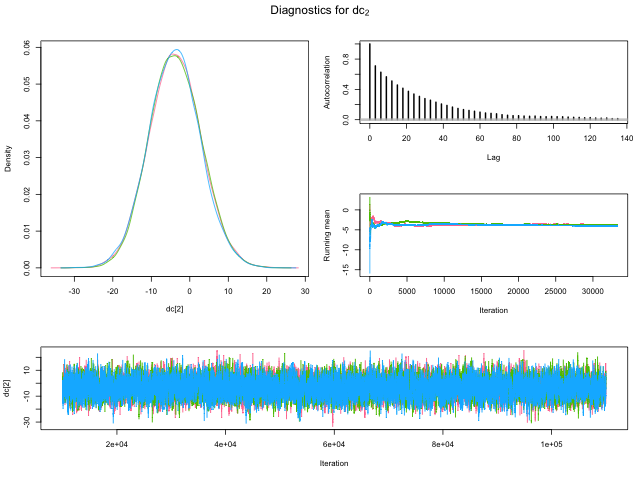 Diagnostics for dc2
Density
0.00 0.01 0.02 0.03 0.04 0.05 0.06
-30 -20 -10 0 10 20 30
dc[2]
Autocorrelation
0.0 0.4 0.8
0 20 40 60 80 100 120 140
Lag
Running mean
-15 -10 -5 0
0 5000 10000 15000 20000 25000 30000
Iteration
dc[2]
-30 -10 10
2e+04 4e+04 6e+04 8e+04 1e+05
Iteration